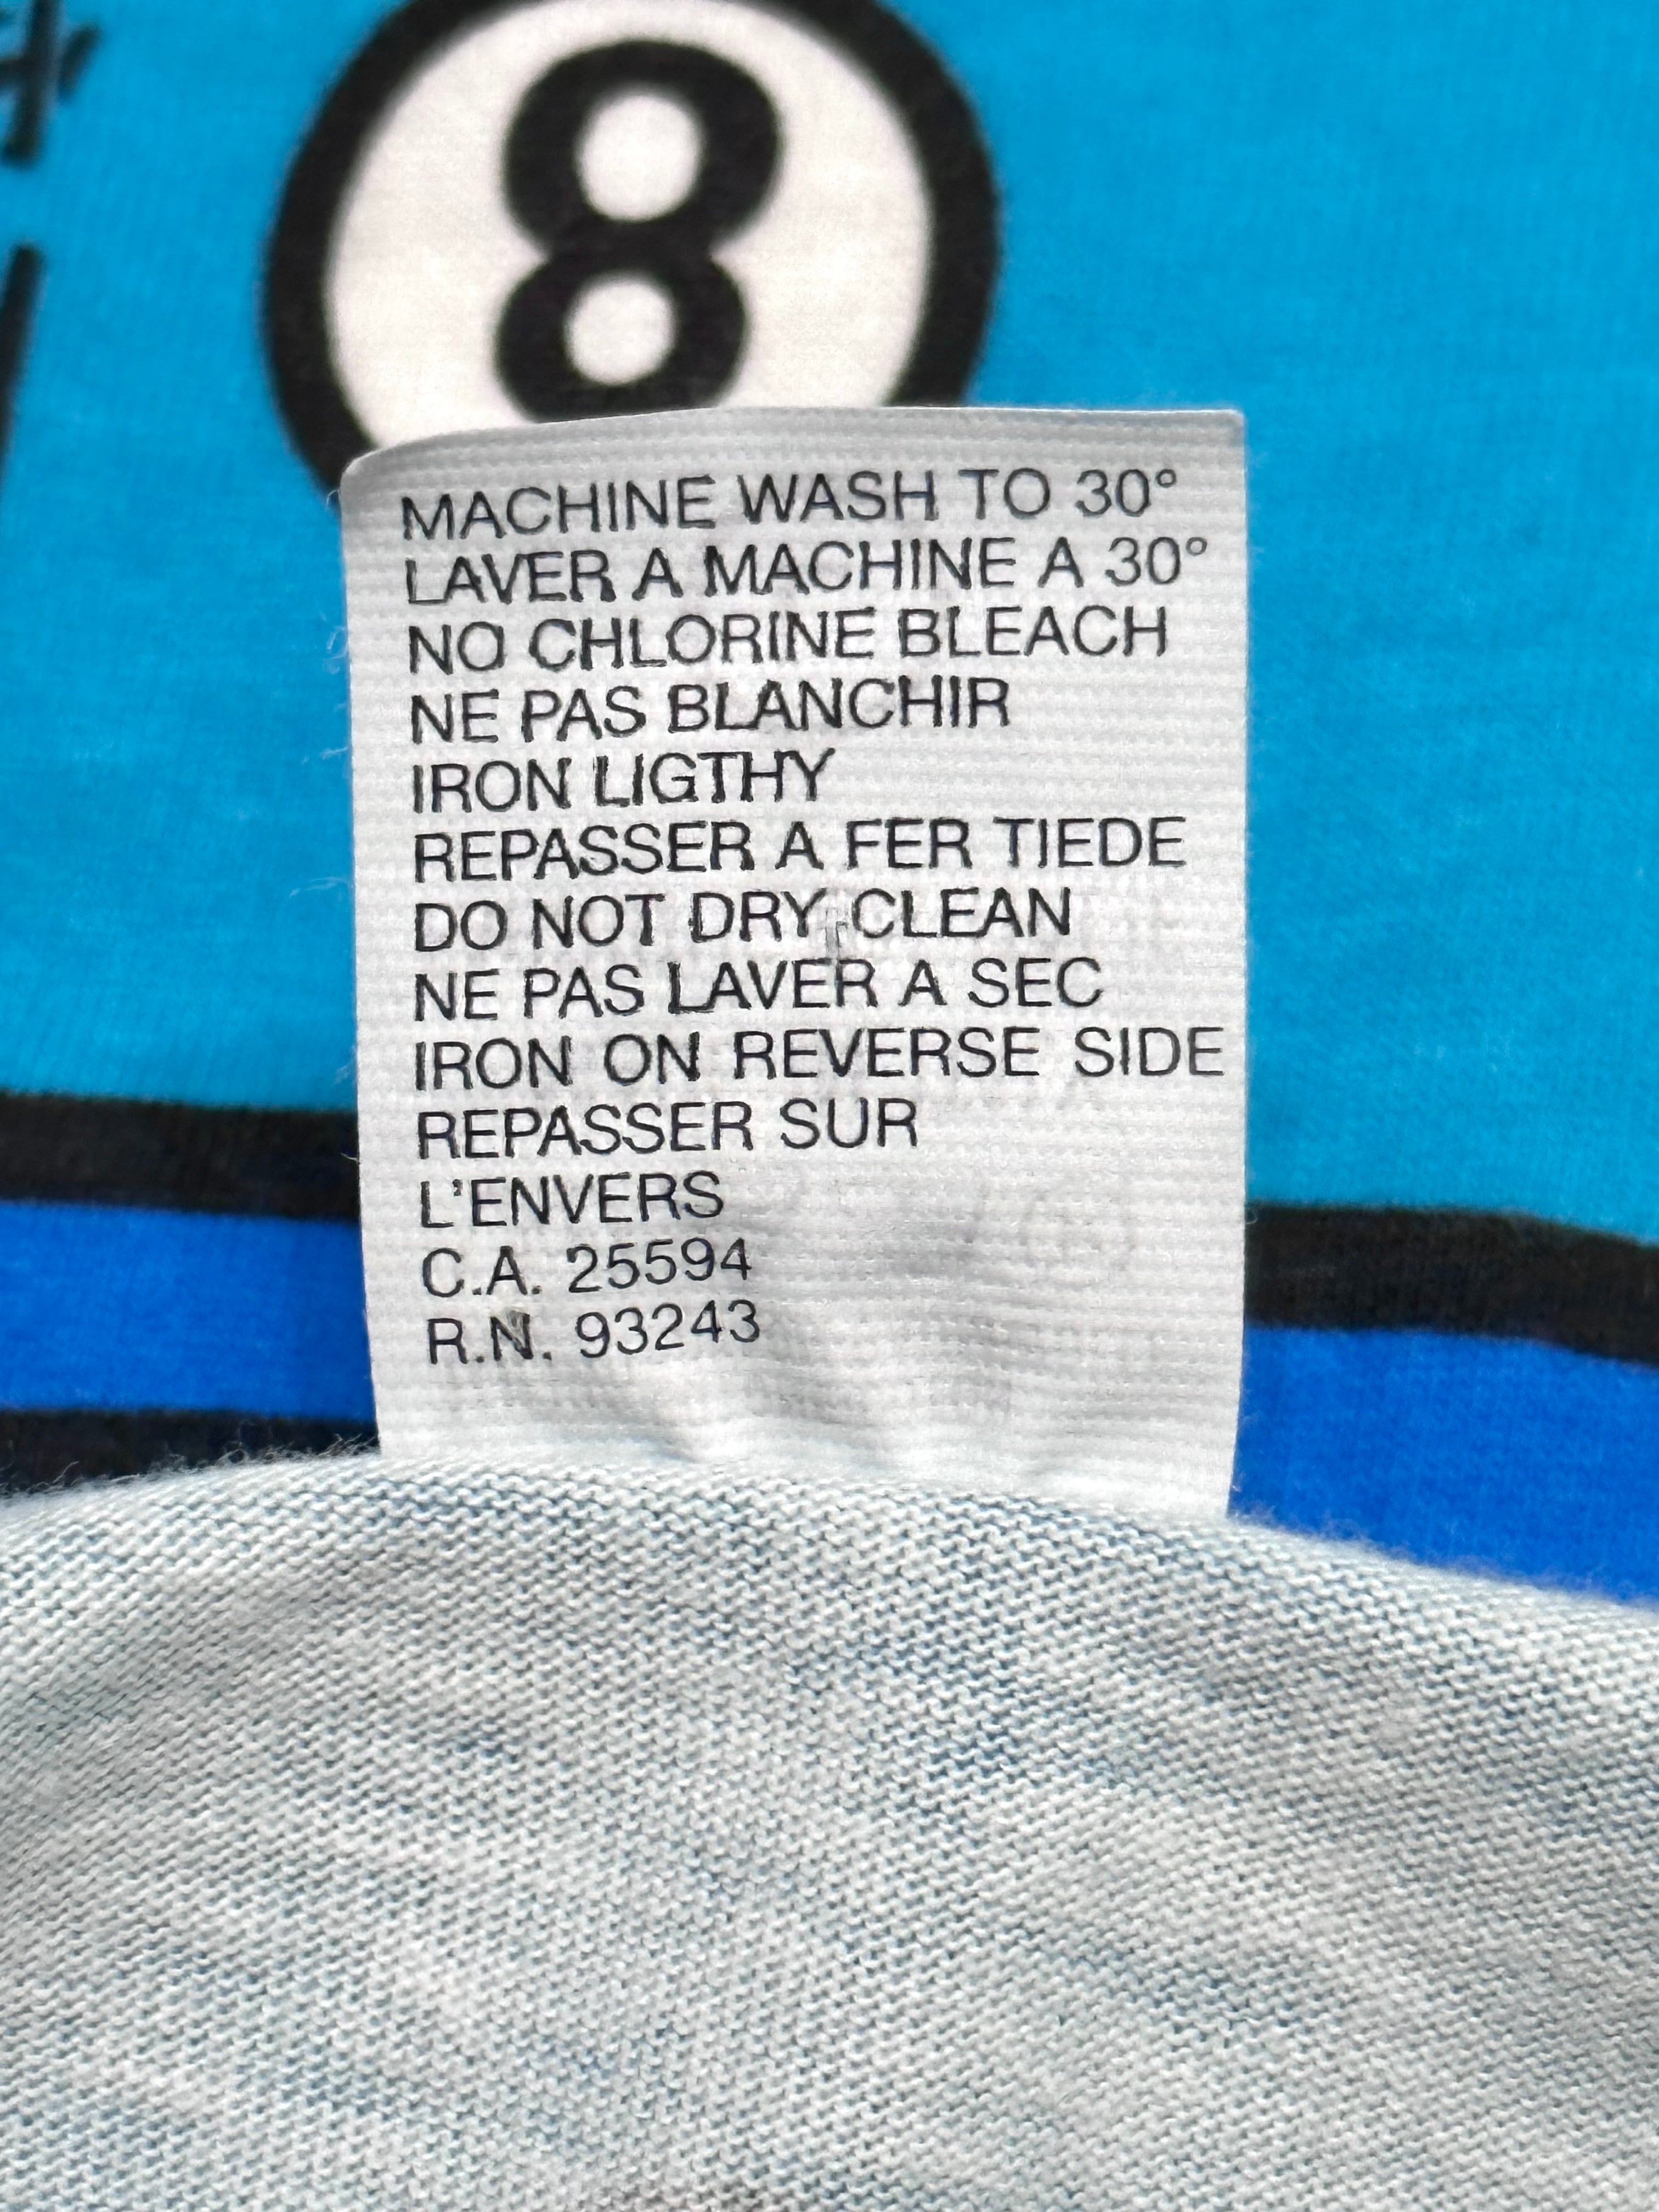 8
MACHINE WASH TO 30°
LAVER A MACHINE A 30°
NO CHLORINE BLEACH
NE PAS BLANCHIR
IRON LIGTHY
REPASSER A FER TIEDE
DO NOT DRY CLEAN
NE PAS LAVER A SEC
IRON ON REVERSE SIDE
REPASSER SUR
L'ENVERS
C.A. 25594
R.N. 93243